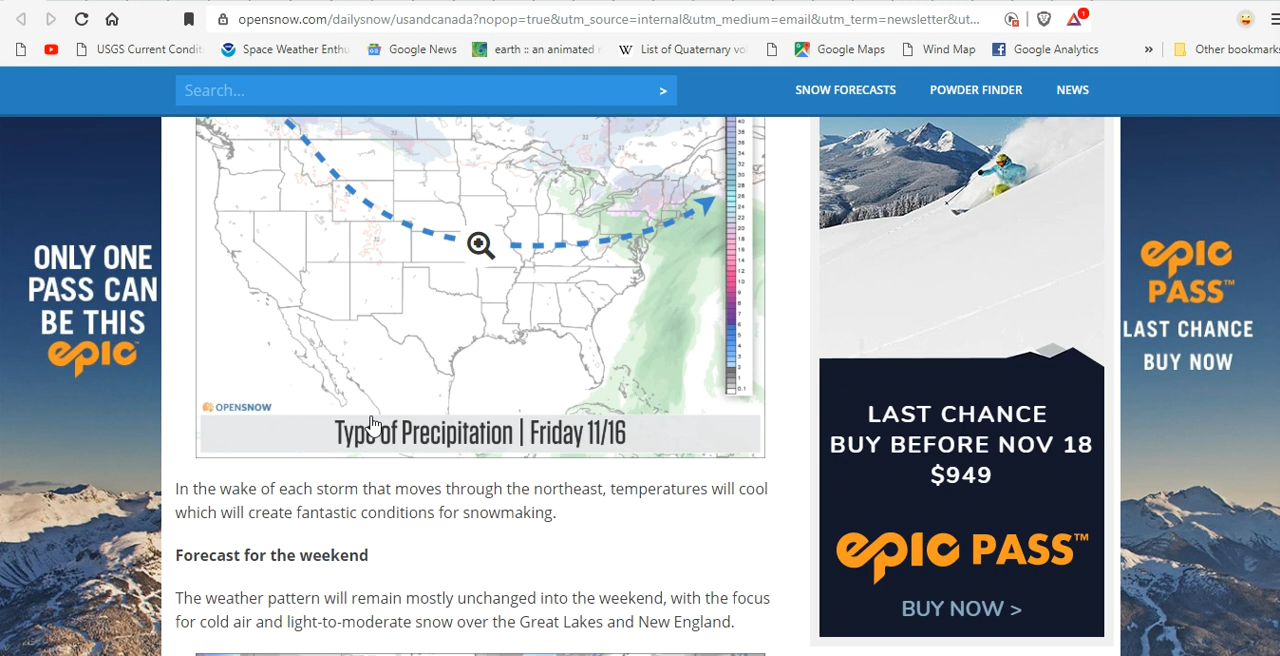 opensnow.com/dailysnow/usandcanada?nopop=true&utm_source=internal&utm_medium=email&utm_term=newsletter&ut...
1
USGS Current Condit
Space Weather Enthu
Google News
earth :: an animated
List of Quaternary vo
Google Maps
Wind Map
Google Analytics
»
Other bookmarks
Search...
>
SNOW FORECASTS
POWDER FINDER
NEWS
OPENSNOW
Type of Precipitation | Friday 11/16
In the wake of each storm that moves through the northeast, temperatures will cool
which will create fantastic conditions for snowmaking.
Forecast for the weekend
The weather pattern will remain mostly unchanged into the weekend, with the focus
for cold air and light-to-moderate snow over the Great Lakes and New England.
ONLY ONE
PASS CAN
BE THIS
epic
LAST CHANCE
BUY BEFORE NOV 18
$949
epic PASS™
BUY NOW >
epic
PASS™
LAST CHANCE
BUY NOW